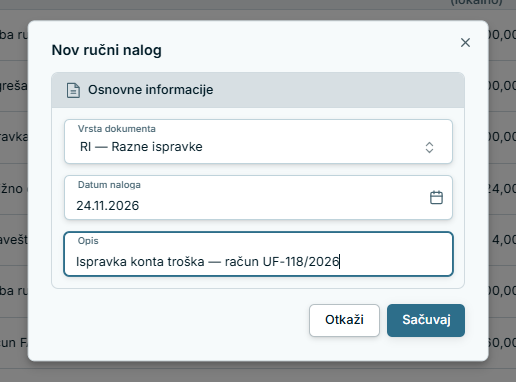 (lokalno)
Nov ručni nalog
Osnovne informacije
Vrsta dokumenta
RI — Razne ispravke
Datum naloga
24.11.2026
Opis
Ispravka konta troška — račun UF-118/2026
Otkaži
Sačuvaj